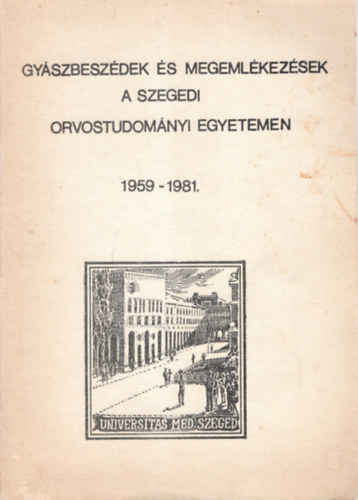 GYÁSZBESZÉDEK ÉS MEGEMLÉKEZÉSEK
A SZEGEDI
ORVOSTUDOMÁNYI EGYETEMEN
1959-1981.
UNIVERSITAS MED. SZEGED